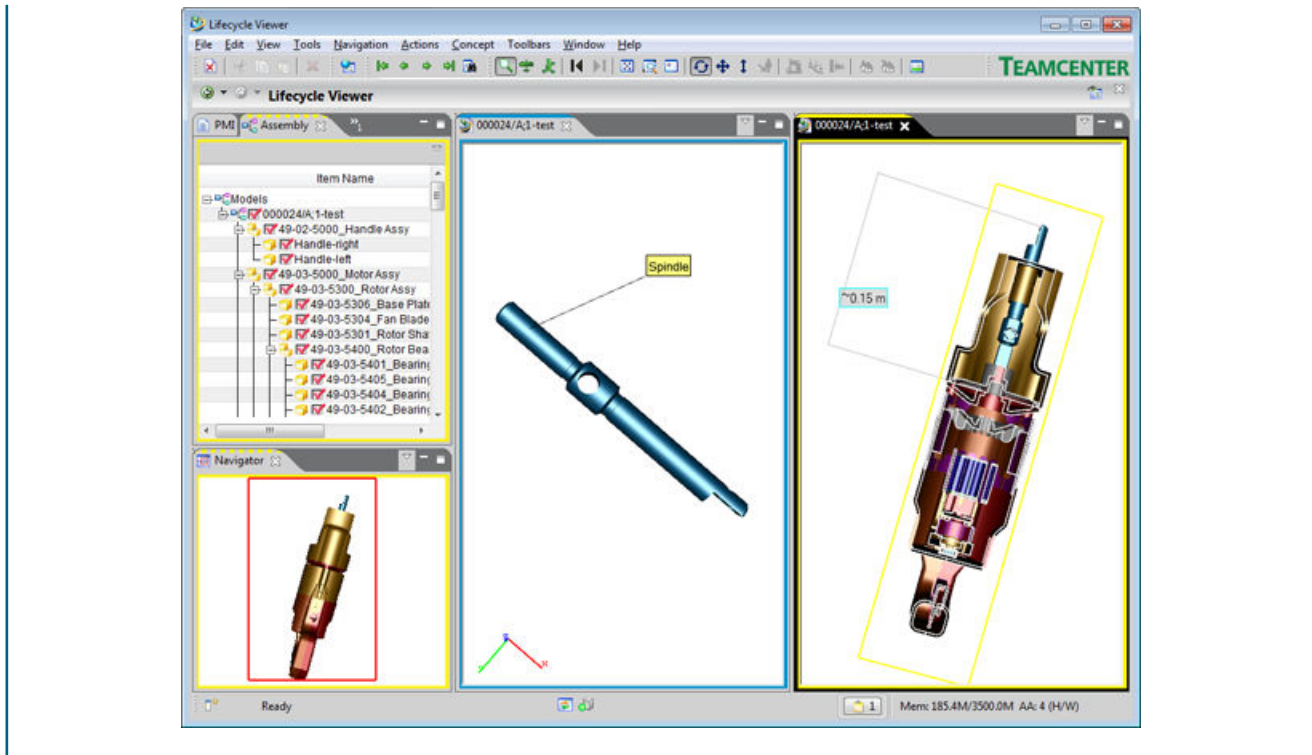 Lifecycle Viewer
File Edit View Tools Navigation Actions Concept Toolbars Window Help
TEAMCENTER
Lifecycle Viewer
PMI Assembly
Item Name
Models
000024/A;1-test
49-02-5000_Handle Assy
Handle-right
Handle-left
49-03-5000_Motor Assy
49-03-5300_Rotor Assy
49-03-5306_Base Plat
49-03-5304_Fan Blade
49-03-5301_Rotor Sha
49-03-5400_Rotor Bea
49-03-5401_Bearing
49-03-5405_Bearing
49-03-5404_Bearing
49-03-5402_Bearing
Navigator
000024/A;1-test
Spindle
000024/A;1-test
~0.15 m
Ready
1 Mem: 185.4M/3500.0M AA: 4 (H/W)